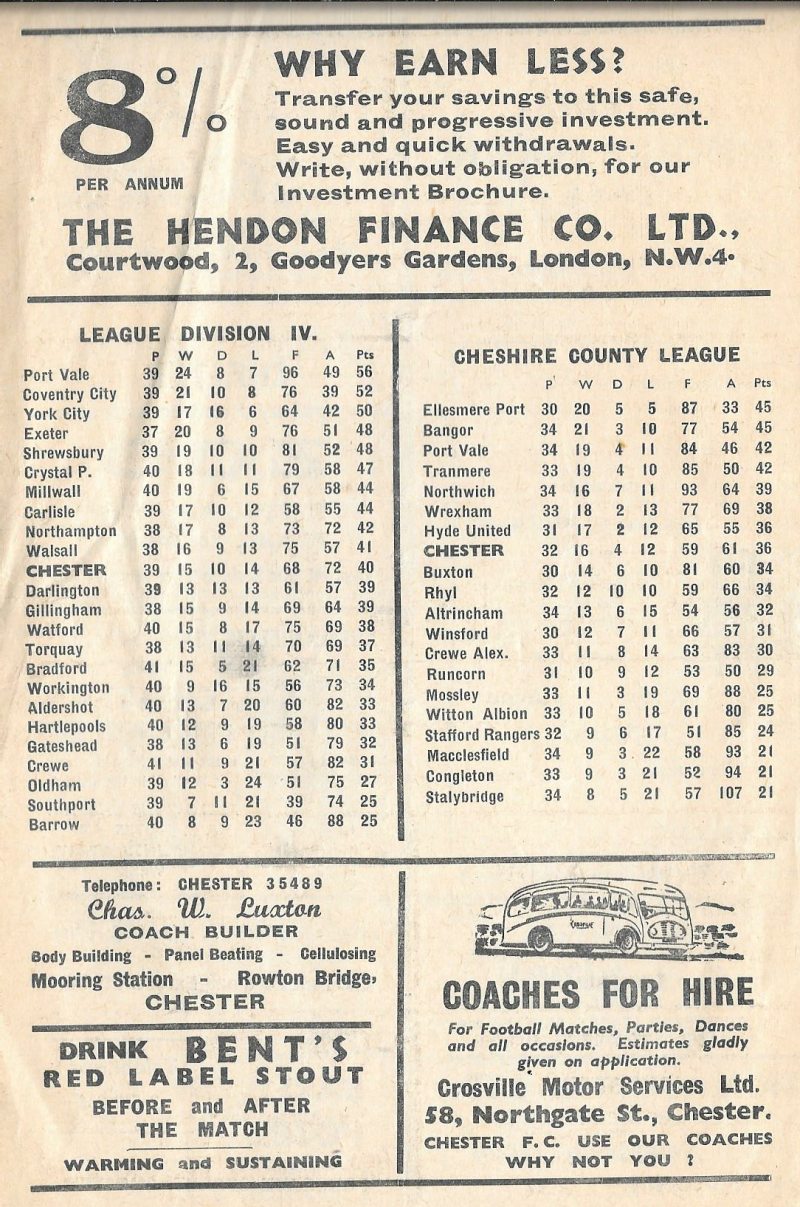 8%
PER ANNUM
WHY EARN LESS?
Transfer your savings to this safe,
sound and progressive investment.
Easy and quick withdrawals.
Write, without obligation, for our
Investment Brochure.
THE HENDON FINANCE CO. LTD.,
Courtwood, 2, Goodyers Gardens, London, N.W.4.
LEAGUE DIVISION IV.
P W D L F A Pts
Port Vale 39 24 8 7 96 49 56
Coventry City 39 21 10 8 76 39 52
York City 39 17 16 6 64 42 50
Exeter 37 20 8 9 76 51 48
Shrewsbury 39 19 10 10 81 52 48
Crystal P. 40 18 11 11 79 58 47
Millwall 40 19 6 15 67 58 44
Carlisle 39 17 10 12 58 55 44
Northampton 38 17 8 13 73 72 42
Walsall 38 16 9 13 75 57 41
CHESTER 39 15 10 14 68 72 40
Darlington 39 13 13 13 61 57 39
Gillingham 38 15 9 14 69 64 39
Watford 40 15 8 17 75 69 38
Torquay 38 13 11 14 70 69 37
Bradford 41 15 5 21 62 71 35
Workington 40 9 16 15 56 73 34
Aldershot 40 13 7 20 60 82 33
Hartlepools 40 12 9 19 58 80 33
Gateshead 38 13 6 19 51 79 32
Crewe 41 11 9 21 57 82 31
Oldham 39 12 3 24 51 75 27
Southport 39 7 11 21 39 74 25
Barrow 40 8 9 23 46 88 25
CHESHIRE COUNTY LEAGUE
P W D L F A Pts
Ellesmere Port 30 20 5 5 87 33 45
Bangor 34 21 3 10 77 54 45
Port Vale 34 19 4 11 84 46 42
Tranmere 33 19 4 10 85 50 42
Northwich 34 16 7 11 93 64 39
Wrexham 33 18 2 13 77 69 38
Hyde United 31 17 2 12 65 55 36
CHESTER 32 16 4 12 59 61 36
Buxton 30 14 6 10 81 60 34
Rhyl 32 12 10 10 59 66 34
Altrincham 34 13 6 15 54 56 32
Winsford 30 12 7 11 66 57 31
Crewe Alex. 33 11 8 14 63 83 30
Runcorn 31 10 9 12 53 50 29
Mossley 33 11 3 19 69 88 25
Witton Albion 33 10 5 18 61 80 25
Stafford Rangers 32 9 6 17 51 85 24
Macclesfield 34 9 3 22 58 93 21
Congleton 33 9 3 21 52 94 21
Stalybridge 34 8 5 21 57 107 21
Telephone: CHESTER 35489
Chas. W. Luxton
COACH BUILDER
Body Building - Panel Beating - Cellulosing
Mooring Station - Rowton Bridge,
CHESTER
DRINK BENT'S
RED LABEL STOUT
BEFORE and AFTER
THE MATCH
WARMING and SUSTAINING
COACHES FOR HIRE
For Football Matches, Parties, Dances
and all occasions. Estimates gladly
given on application.
Crosville Motor Services Ltd.
58, Northgate St., Chester.
CHESTER F.C. USE OUR COACHES
WHY NOT YOU ?